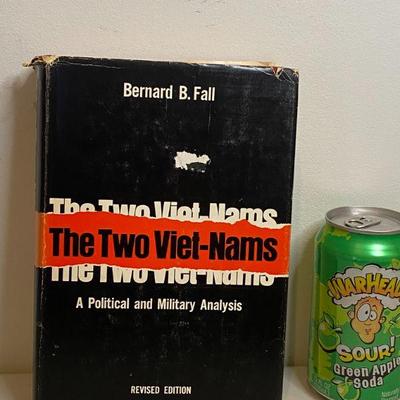 Bernard B. Fall
The Two Viet-Nams
The Two Viet-Nams
The Two Viet-Nams
A Political and Military Analysis
REVISED EDITION
WARHEADS
SOUR!
Green Apple
Soda